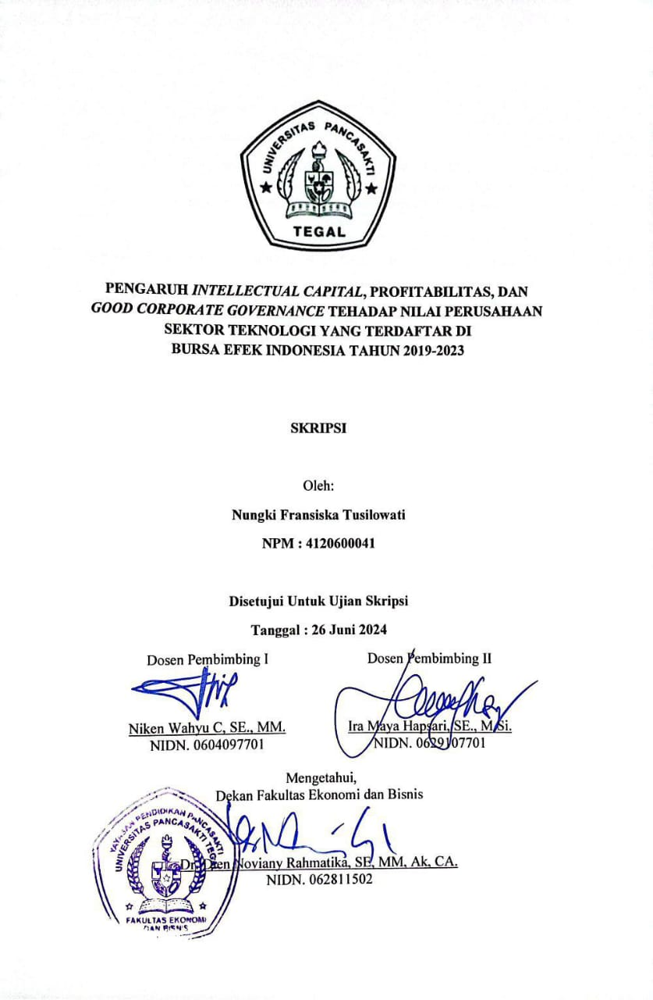 UNIVERSITAS PANCASAKTI
TEGAL
PENGARUH INTELLECTUAL CAPITAL, PROFITABILITAS, DAN
GOOD CORPORATE GOVERNANCE TEHADAP NILAI PERUSAHAAN
SEKTOR TEKNOLOGI YANG TERDAFTAR DI
BURSA EFEK INDONESIA TAHUN 2019-2023
SKRIPSI
Oleh:
Nungki Fransiska Tusilowati
NPM : 4120600041
Disetujui Untuk Ujian Skripsi
Tanggal : 26 Juni 2024
Dosen Pembimbing I Dosen Pembimbing II
Niken Wahyu C, SE., MM. Ira Maya Hapsari, SE., M.Si.
NIDN. 0604097701 NIDN. 0629107701
Mengetahui,
Dekan Fakultas Ekonomi dan Bisnis
Dr. Dien Noviany Rahmatika, SE, MM, Ak, CA.
NIDN. 062811502
YAYASAN PENDIDIKAN PANCASAKTI
UNIVERSITAS PANCASAKTI TEGAL
FAKULTAS EKONOMI
DAN BISNIS